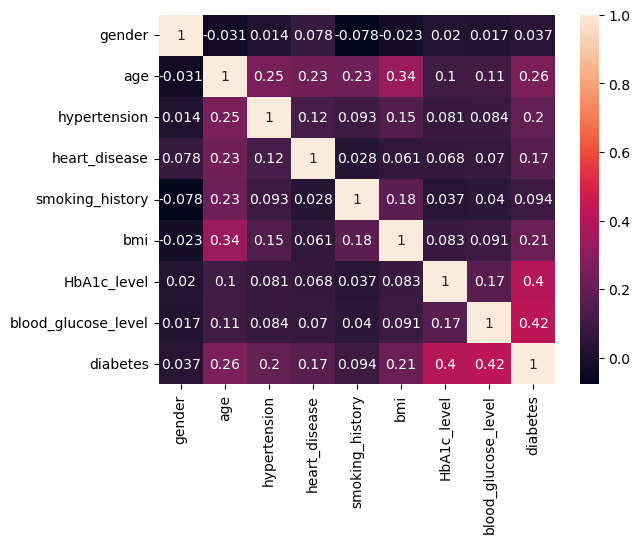 gender 1 -0.031 0.014 0.078 -0.078 -0.023 0.02 0.017 0.037
age -0.031 1 0.25 0.23 0.23 0.34 0.1 0.11 0.26
hypertension 0.014 0.25 1 0.12 0.093 0.15 0.081 0.084 0.2
heart_disease 0.078 0.23 0.12 1 0.028 0.061 0.068 0.07 0.17
smoking_history -0.078 0.23 0.093 0.028 1 0.18 0.037 0.04 0.094
bmi -0.023 0.34 0.15 0.061 0.18 1 0.083 0.091 0.21
HbA1c_level 0.02 0.1 0.081 0.068 0.037 0.083 1 0.17 0.4
blood_glucose_level 0.017 0.11 0.084 0.07 0.04 0.091 0.17 1 0.42
diabetes 0.037 0.26 0.2 0.17 0.094 0.21 0.4 0.42 1
gender
age
hypertension
heart_disease
smoking_history
bmi
HbA1c_level
blood_glucose_level
diabetes
1.0
0.8
0.6
0.4
0.2
0.0